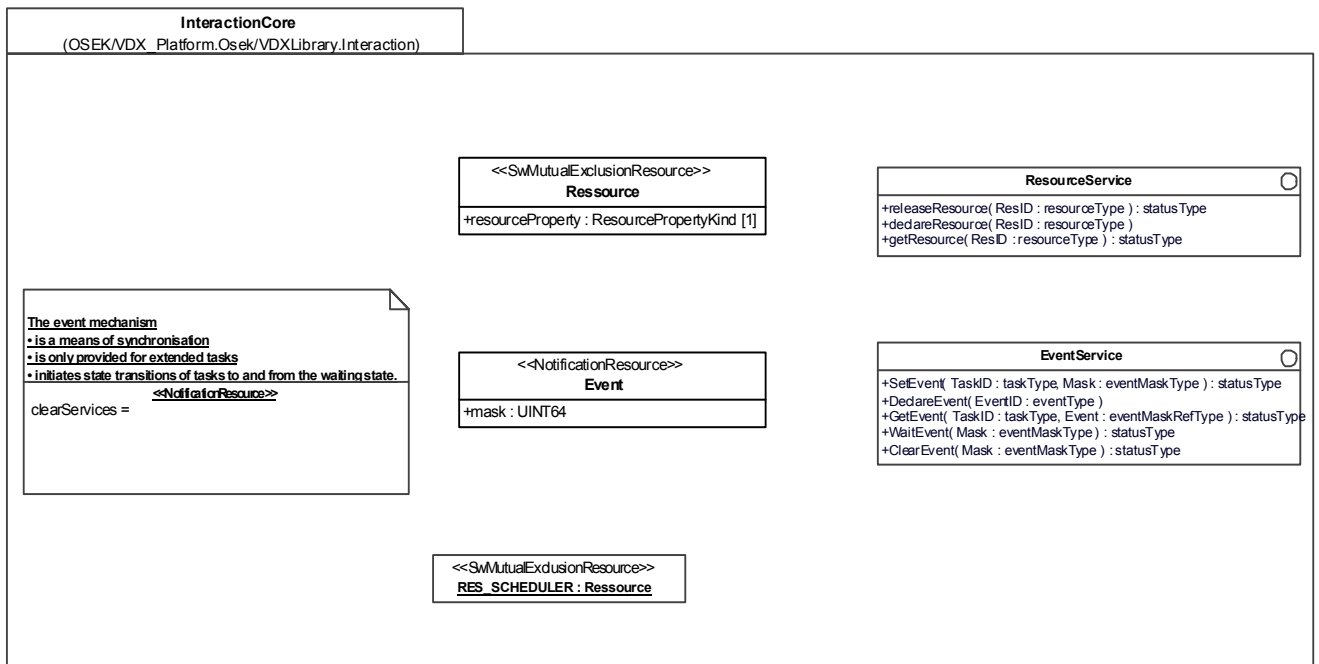 InteractionCore
(OSEK/VDX_Platform.Osek/VDXLibrary.Interaction)
<<SwMutualExclusionResource>>
Ressource
+resourceProperty : ResourcePropertyKind [1]
ResourceService
+releaseResource( ResID : resourceType ) : statusType
+declareResource( ResID : resourceType )
+getResource( ResID : resourceType ) : statusType
The event mechanism
• is a means of synchronisation
• is only provided for extended tasks
• initiates state transitions of tasks to and from the waiting state.
<<NotificationResource>>
clearServices =
<<NotificationResource>>
Event
+mask : UINT64
EventService
+SetEvent( TaskID : taskType, Mask : eventMaskType ) : statusType
+DeclareEvent( EventID : eventType )
+GetEvent( TaskID : taskType, Event : eventMaskRefType ) : statusType
+WaitEvent( Mask : eventMaskType ) : statusType
+ClearEvent( Mask : eventMaskType ) : statusType
<<SwMutualExclusionResource>>
RES_SCHEDULER : Ressource